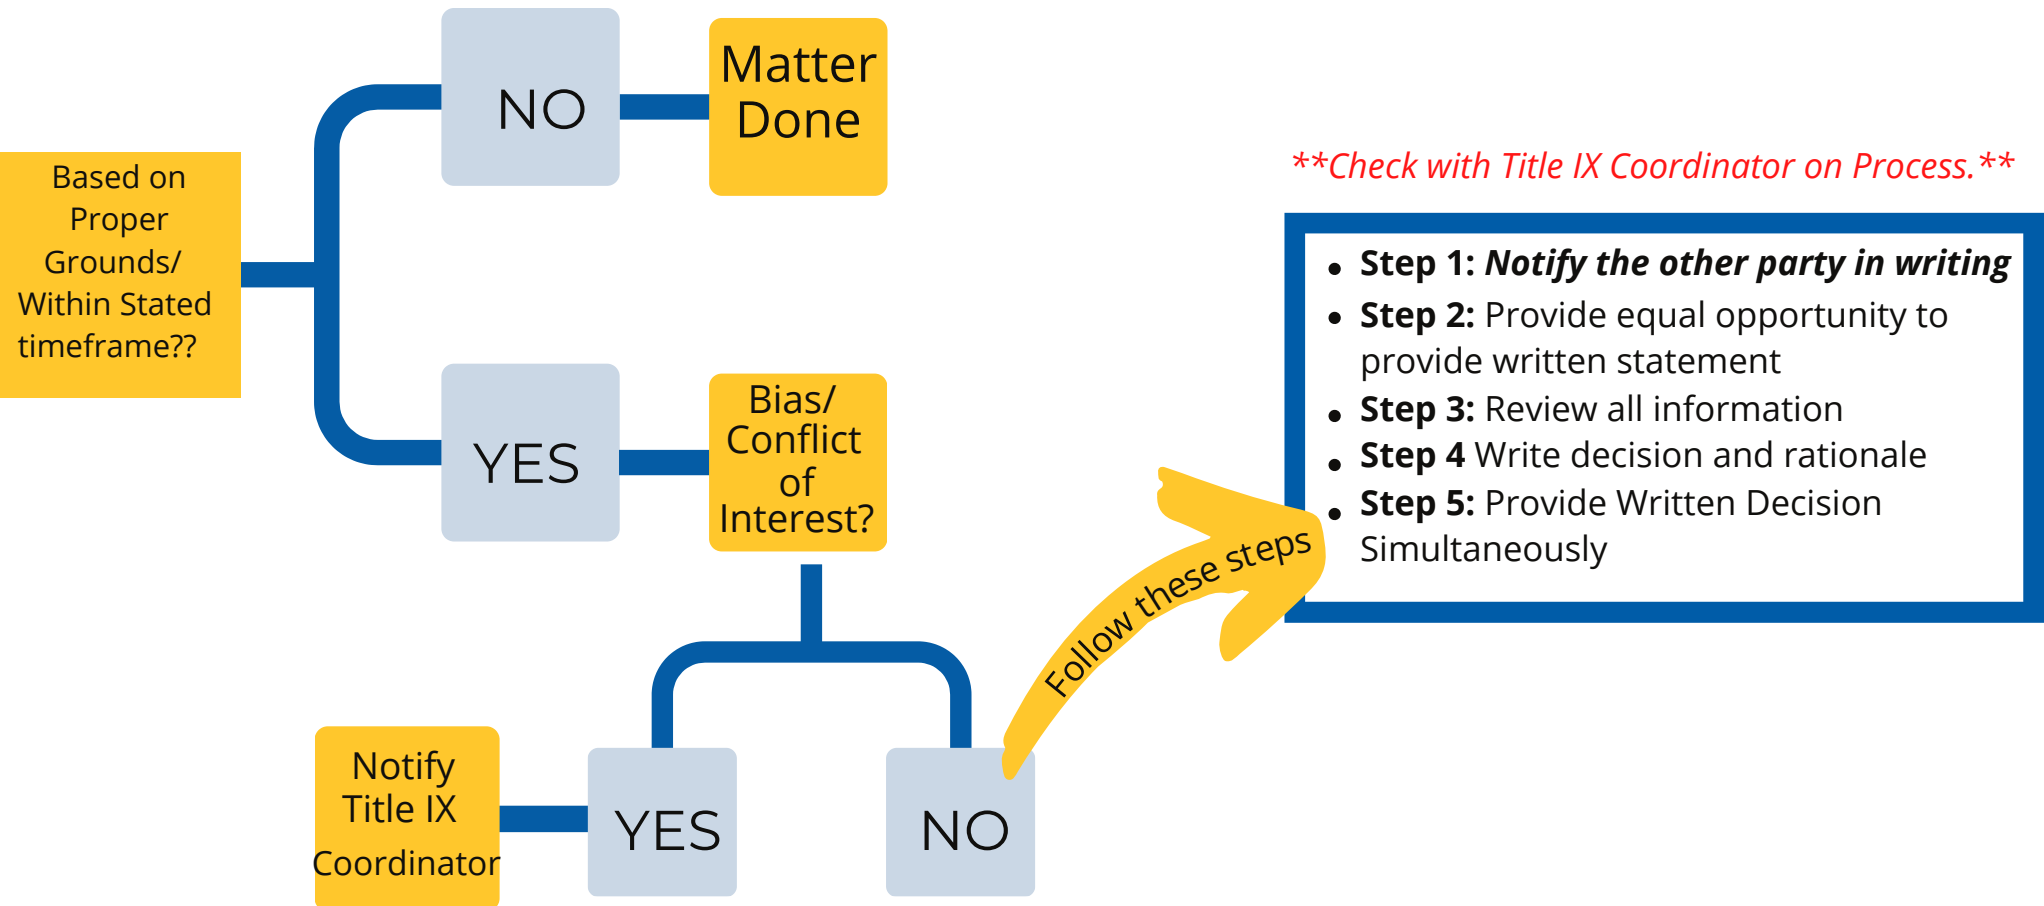 NO
Matter
Done
Based on
Proper
Grounds/
Within Stated
timeframe??
YES
Bias/
Conflict
of
Interest?
Notify
Title IX
Coordinator
YES
NO
Follow these steps
**Check with Title IX Coordinator on Process.**
• Step 1: Notify the other party in writing
• Step 2: Provide equal opportunity to
provide written statement
• Step 3: Review all information
• Step 4 Write decision and rationale
• Step 5: Provide Written Decision
Simultaneously